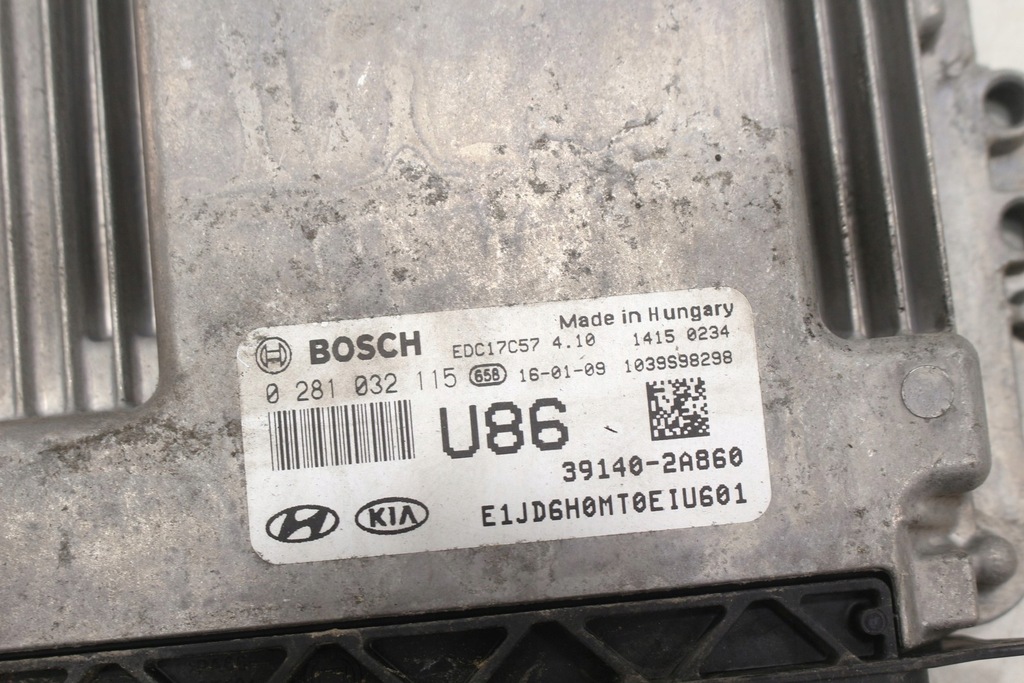 Made in Hungary
BOSCH EDC17C57 4.10 1415 0234
0 281 032 115 658 16-01-09 1039S98298
U86
39140-2A860
KIA E1JD6H0MT0EIU601